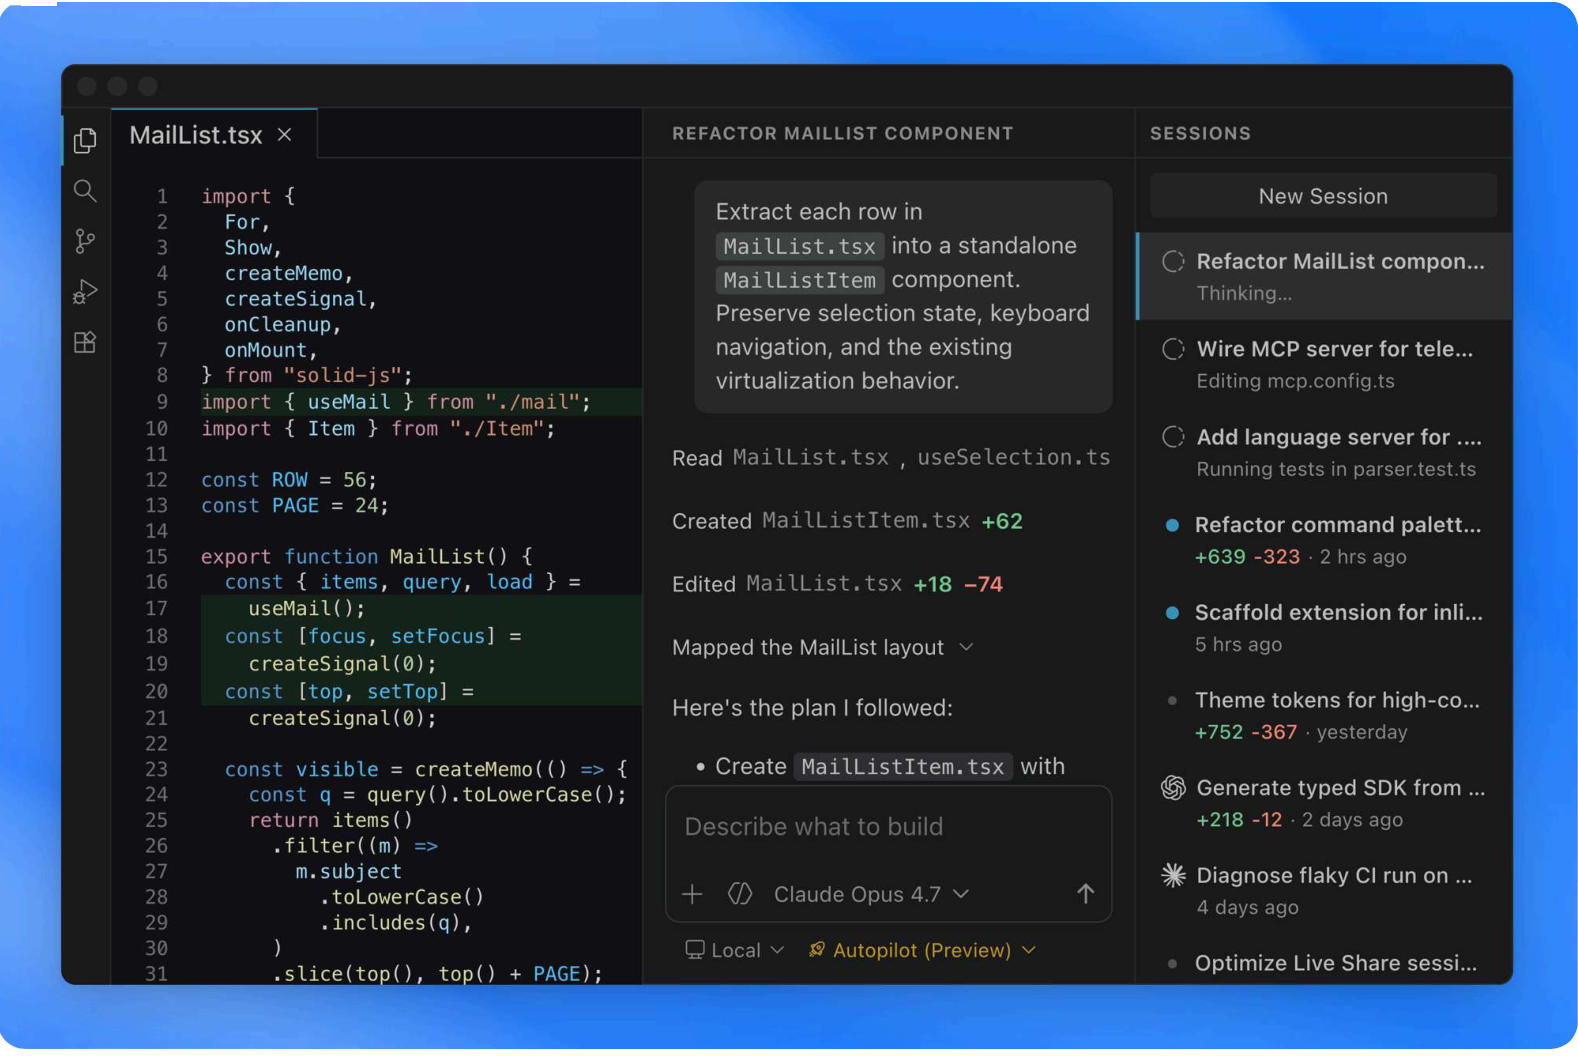 MailList.tsx
1 import {
2 For,
3 Show,
4 createMemo,
5 createSignal,
6 onCleanup,
7 onMount,
8 } from "solid-js";
9 import { useMail } from "./mail";
10 import { Item } from "./Item";
11
12 const ROW = 56;
13 const PAGE = 24;
14
15 export function MailList() {
16 const { items, query, load } =
17 useMail();
18 const [focus, setFocus] =
19 createSignal(0);
20 const [top, setTop] =
21 createSignal(0);
22
23 const visible = createMemo(() => {
24 const q = query().toLowerCase();
25 return items()
26 .filter((m) =>
27 m.subject
28 .toLowerCase()
29 .includes(q),
30 )
31 .slice(top(), top() + PAGE);
REFACTOR MAILLIST COMPONENT
Extract each row in
MailList.tsx into a standalone
MailListItem component.
Preserve selection state, keyboard
navigation, and the existing
virtualization behavior.
Read MailList.tsx , useSelection.ts
Created MailListItem.tsx +62
Edited MailList.tsx +18 −74
Mapped the MailList layout
Here's the plan I followed:
• Create MailListItem.tsx with
Describe what to build
Claude Opus 4.7
Local Autopilot (Preview)
SESSIONS
New Session
Refactor MailList compon...
Thinking...
Wire MCP server for tele...
Editing mcp.config.ts
Add language server for ....
Running tests in parser.test.ts
Refactor command palett...
+639 -323 · 2 hrs ago
Scaffold extension for inli...
5 hrs ago
Theme tokens for high-co...
+752 -367 · yesterday
Generate typed SDK from ...
+218 -12 · 2 days ago
Diagnose flaky CI run on ...
4 days ago
Optimize Live Share sessi...